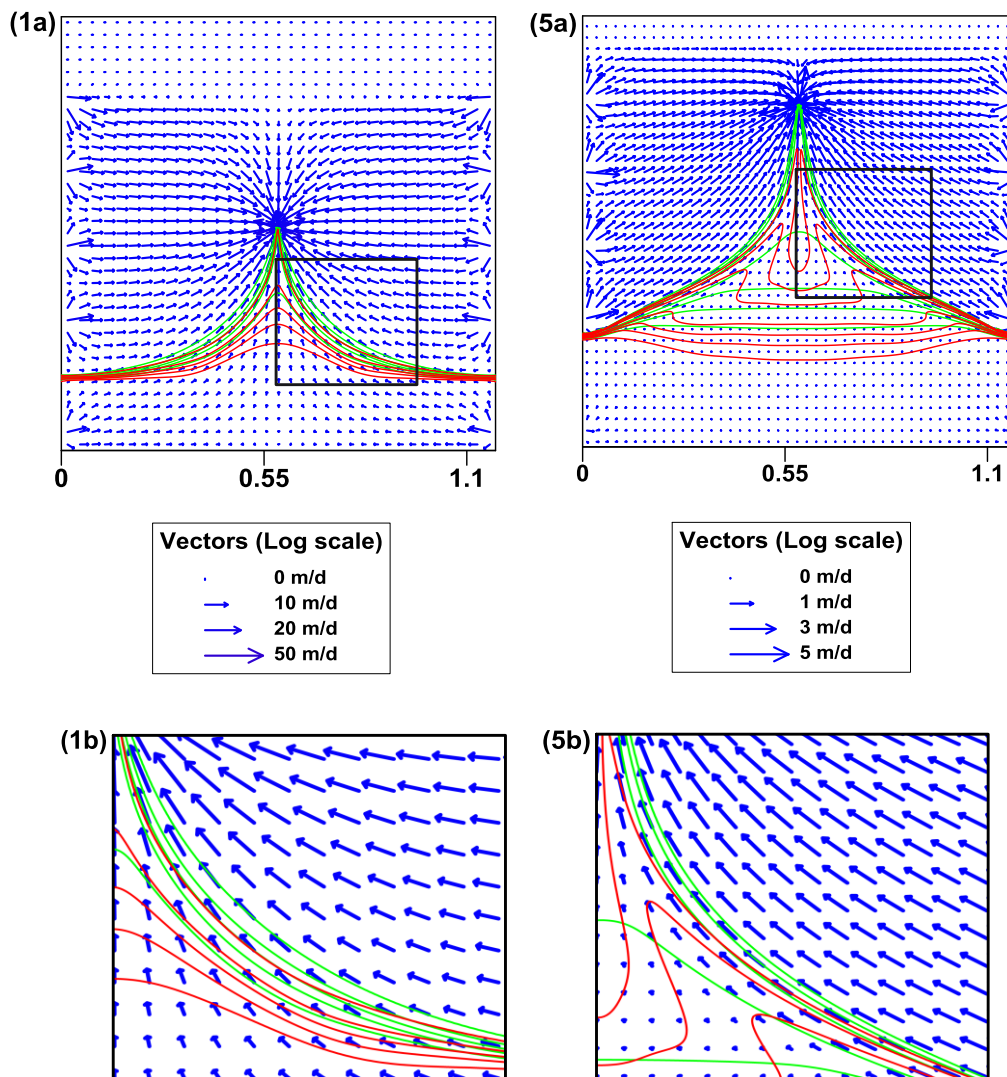 (1a)
(5a)
0 0.55 1.1
0 0.55 1.1
Vectors (Log scale)
0 m/d
10 m/d
20 m/d
50 m/d
Vectors (Log scale)
0 m/d
1 m/d
3 m/d
5 m/d
(1b)
(5b)